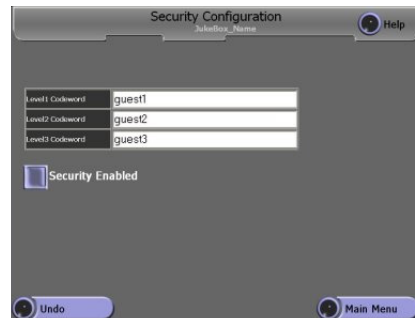 Security Configuration
JukeBox_Name
Help
Level1 Codeword guest1
Level2 Codeword guest2
Level3 Codeword guest3
Security Enabled
Undo
Main Menu